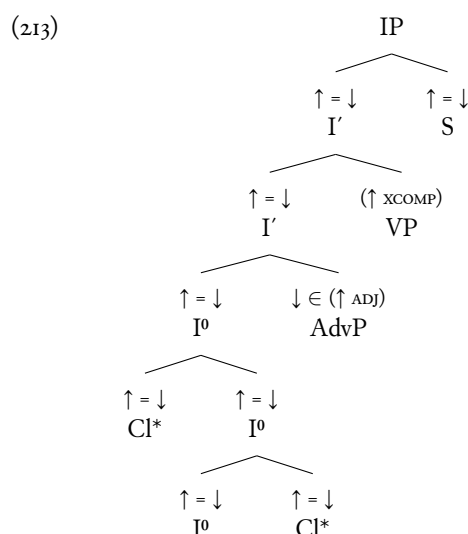 (213)
IP
↑ = ↓ ↑ = ↓
I′ S
↑ = ↓ (↑ XCOMP)
I′ VP
↑ = ↓ ↓ ∈ (↑ ADJ)
I⁰ AdvP
↑ = ↓ ↑ = ↓
Cl* I⁰
↑ = ↓ ↑ = ↓
I⁰ Cl*